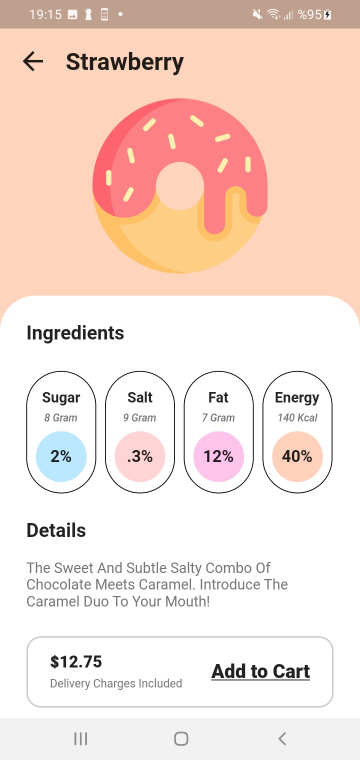 19:15 %95
Strawberry
Ingredients
Sugar Salt Fat Energy
8 Gram 9 Gram 7 Gram 140 Kcal
2% .3% 12% 40%
Details
The Sweet And Subtle Salty Combo Of
Chocolate Meets Caramel. Introduce The
Caramel Duo To Your Mouth!
$12.75
Delivery Charges Included
Add to Cart